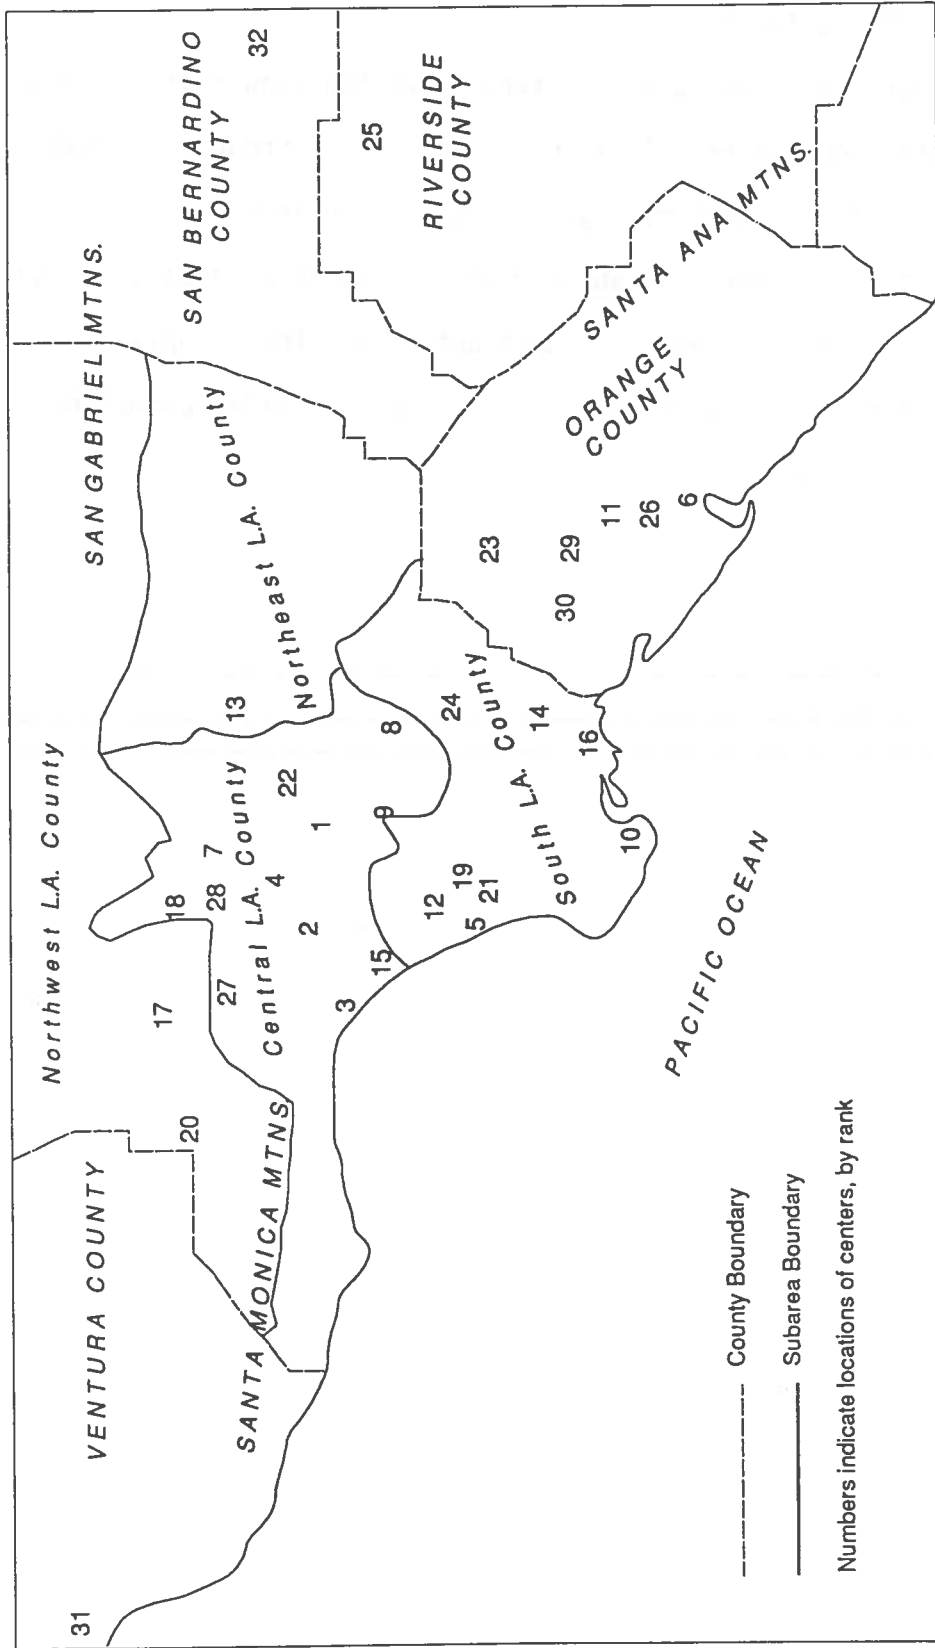 Northwest L.A. County
SAN GABRIEL MTNS.
VENTURA COUNTY
SAN BERNARDINO
COUNTY
31
20
17
18
32
27
28
7
13
Northeast L.A. County
SANTA MONICA MTNS
Central L.A. County
4
22
2
1
25
3
15
9
8
RIVERSIDE
COUNTY
12
19
24
5
21
23
South L.A. County
14
30
29
16
11
10
26
6
ORANGE
COUNTY
SANTA ANA MTNS.
PACIFIC OCEAN
County Boundary
Subarea Boundary
Numbers indicate locations of centers, by rank